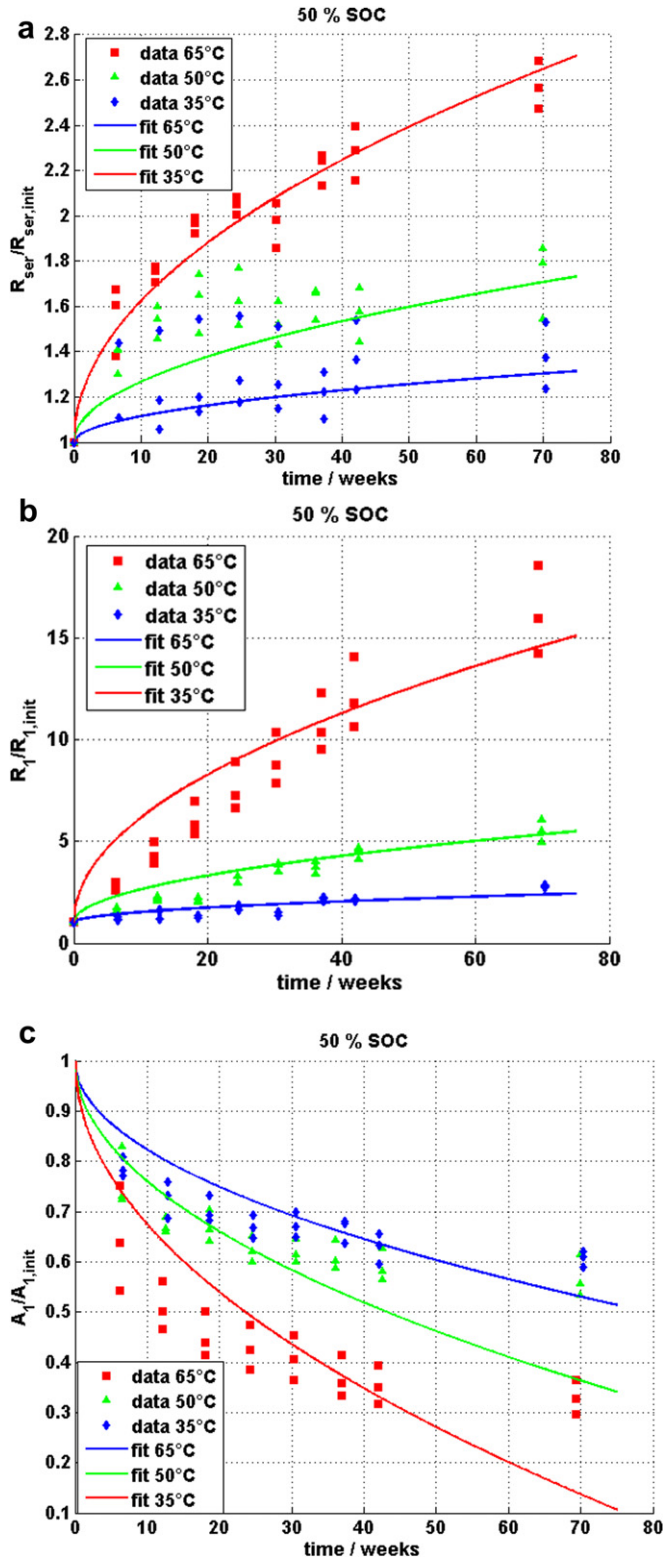 a
50 % SOC
2.8
2.6
2.4
2.2
2
1.8
1.6
1.4
1.2
1
R_ser/R_ser,init
data 65°C
data 50°C
data 35°C
fit 65°C
fit 50°C
fit 35°C
0 10 20 30 40 50 60 70 80
time / weeks
b
50 % SOC
20
15
10
5
0
R_1/R_1,init
data 65°C
data 50°C
data 35°C
fit 65°C
fit 50°C
fit 35°C
0 20 40 60 80
time / weeks
c
50 % SOC
1
0.9
0.8
0.7
0.6
0.5
0.4
0.3
0.2
0.1
A_1/A_1,init
data 65°C
data 50°C
data 35°C
fit 65°C
fit 50°C
fit 35°C
0 10 20 30 40 50 60 70 80
time / weeks